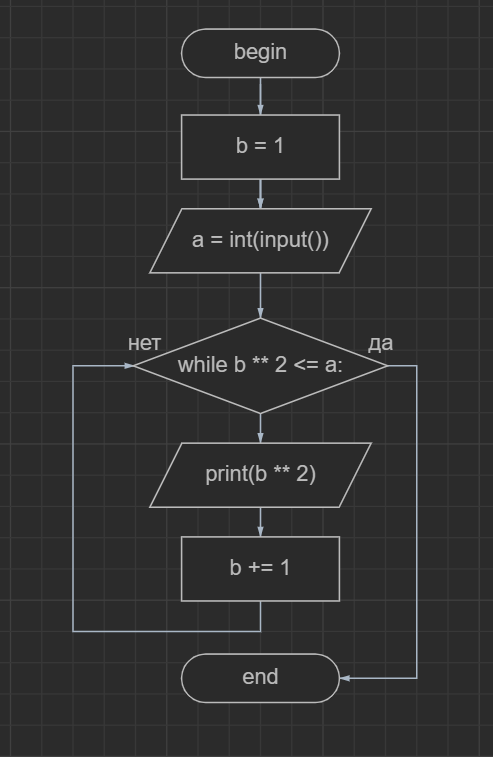 begin
b = 1
a = int(input())
нет
да
while b ** 2 <= a:
print(b ** 2)
b += 1
end